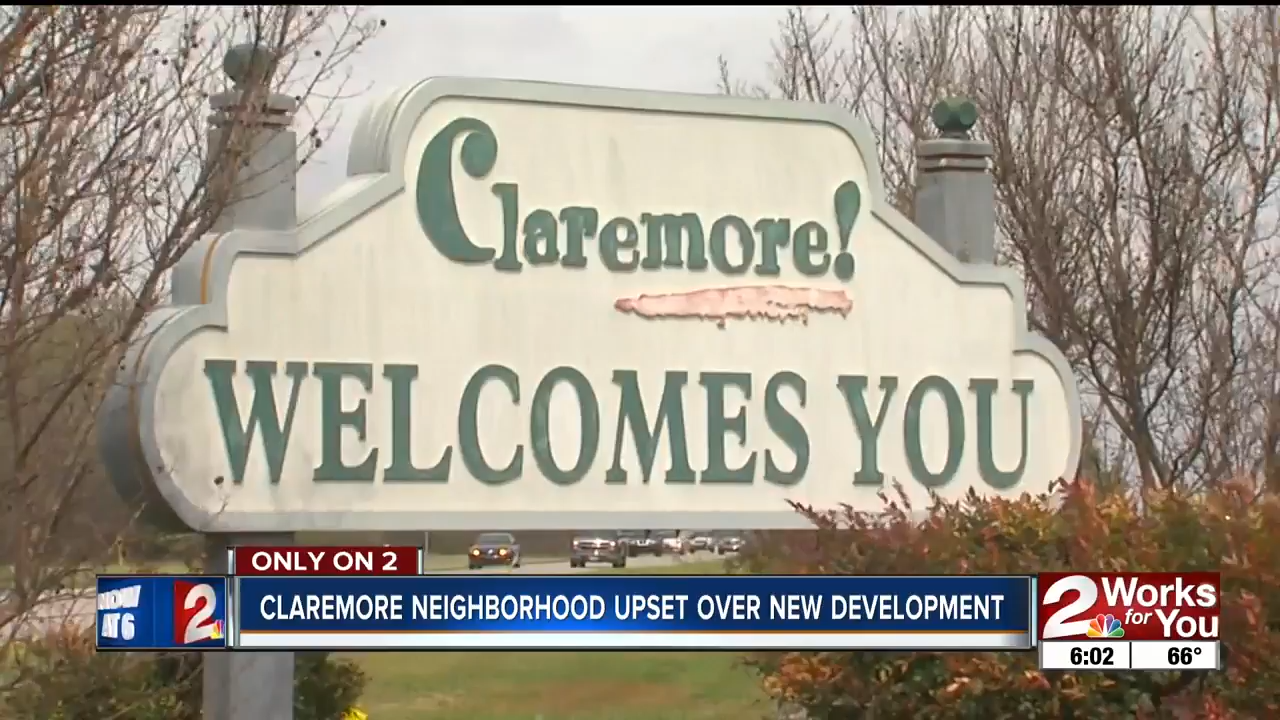 Claremore!
WELCOMES YOU
ONLY ON 2
NOW
AT 6
2
CLAREMORE NEIGHBORHOOD UPSET OVER NEW DEVELOPMENT
2 Works
for You
6:02 66°